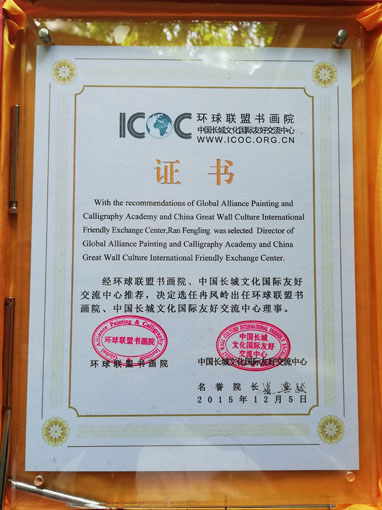 ICOC 环球联盟书画院
中国长城文化国际友好交流中心
WWW.ICOC.ORG.CN
证书
With the recommendations of Global Alliance Painting and
Calligraphy Academy and China Great Wall Culture International
Friendly Exchange Center,Ran Fengling was selected Director of
Global Alliance Painting and Calligraphy Academy and China
Great Wall Culture International Friendly Exchange Center.
经环球联盟书画院、中国长城文化国际友好
交流中心推荐，决定选任冉凤岭出任环球联盟书
画院、中国长城文化国际友好交流中心理事。
Global Alliance Painting & Calligraphy
环球联盟书画院
环球联盟书画院
WALL CULTURE INTERNATIONAL FRIENDLY EXCHANGE
中国长城
文化国际友好
交流中心
中国长城文化国际友好交流中心
名誉院长
2015年12月5日